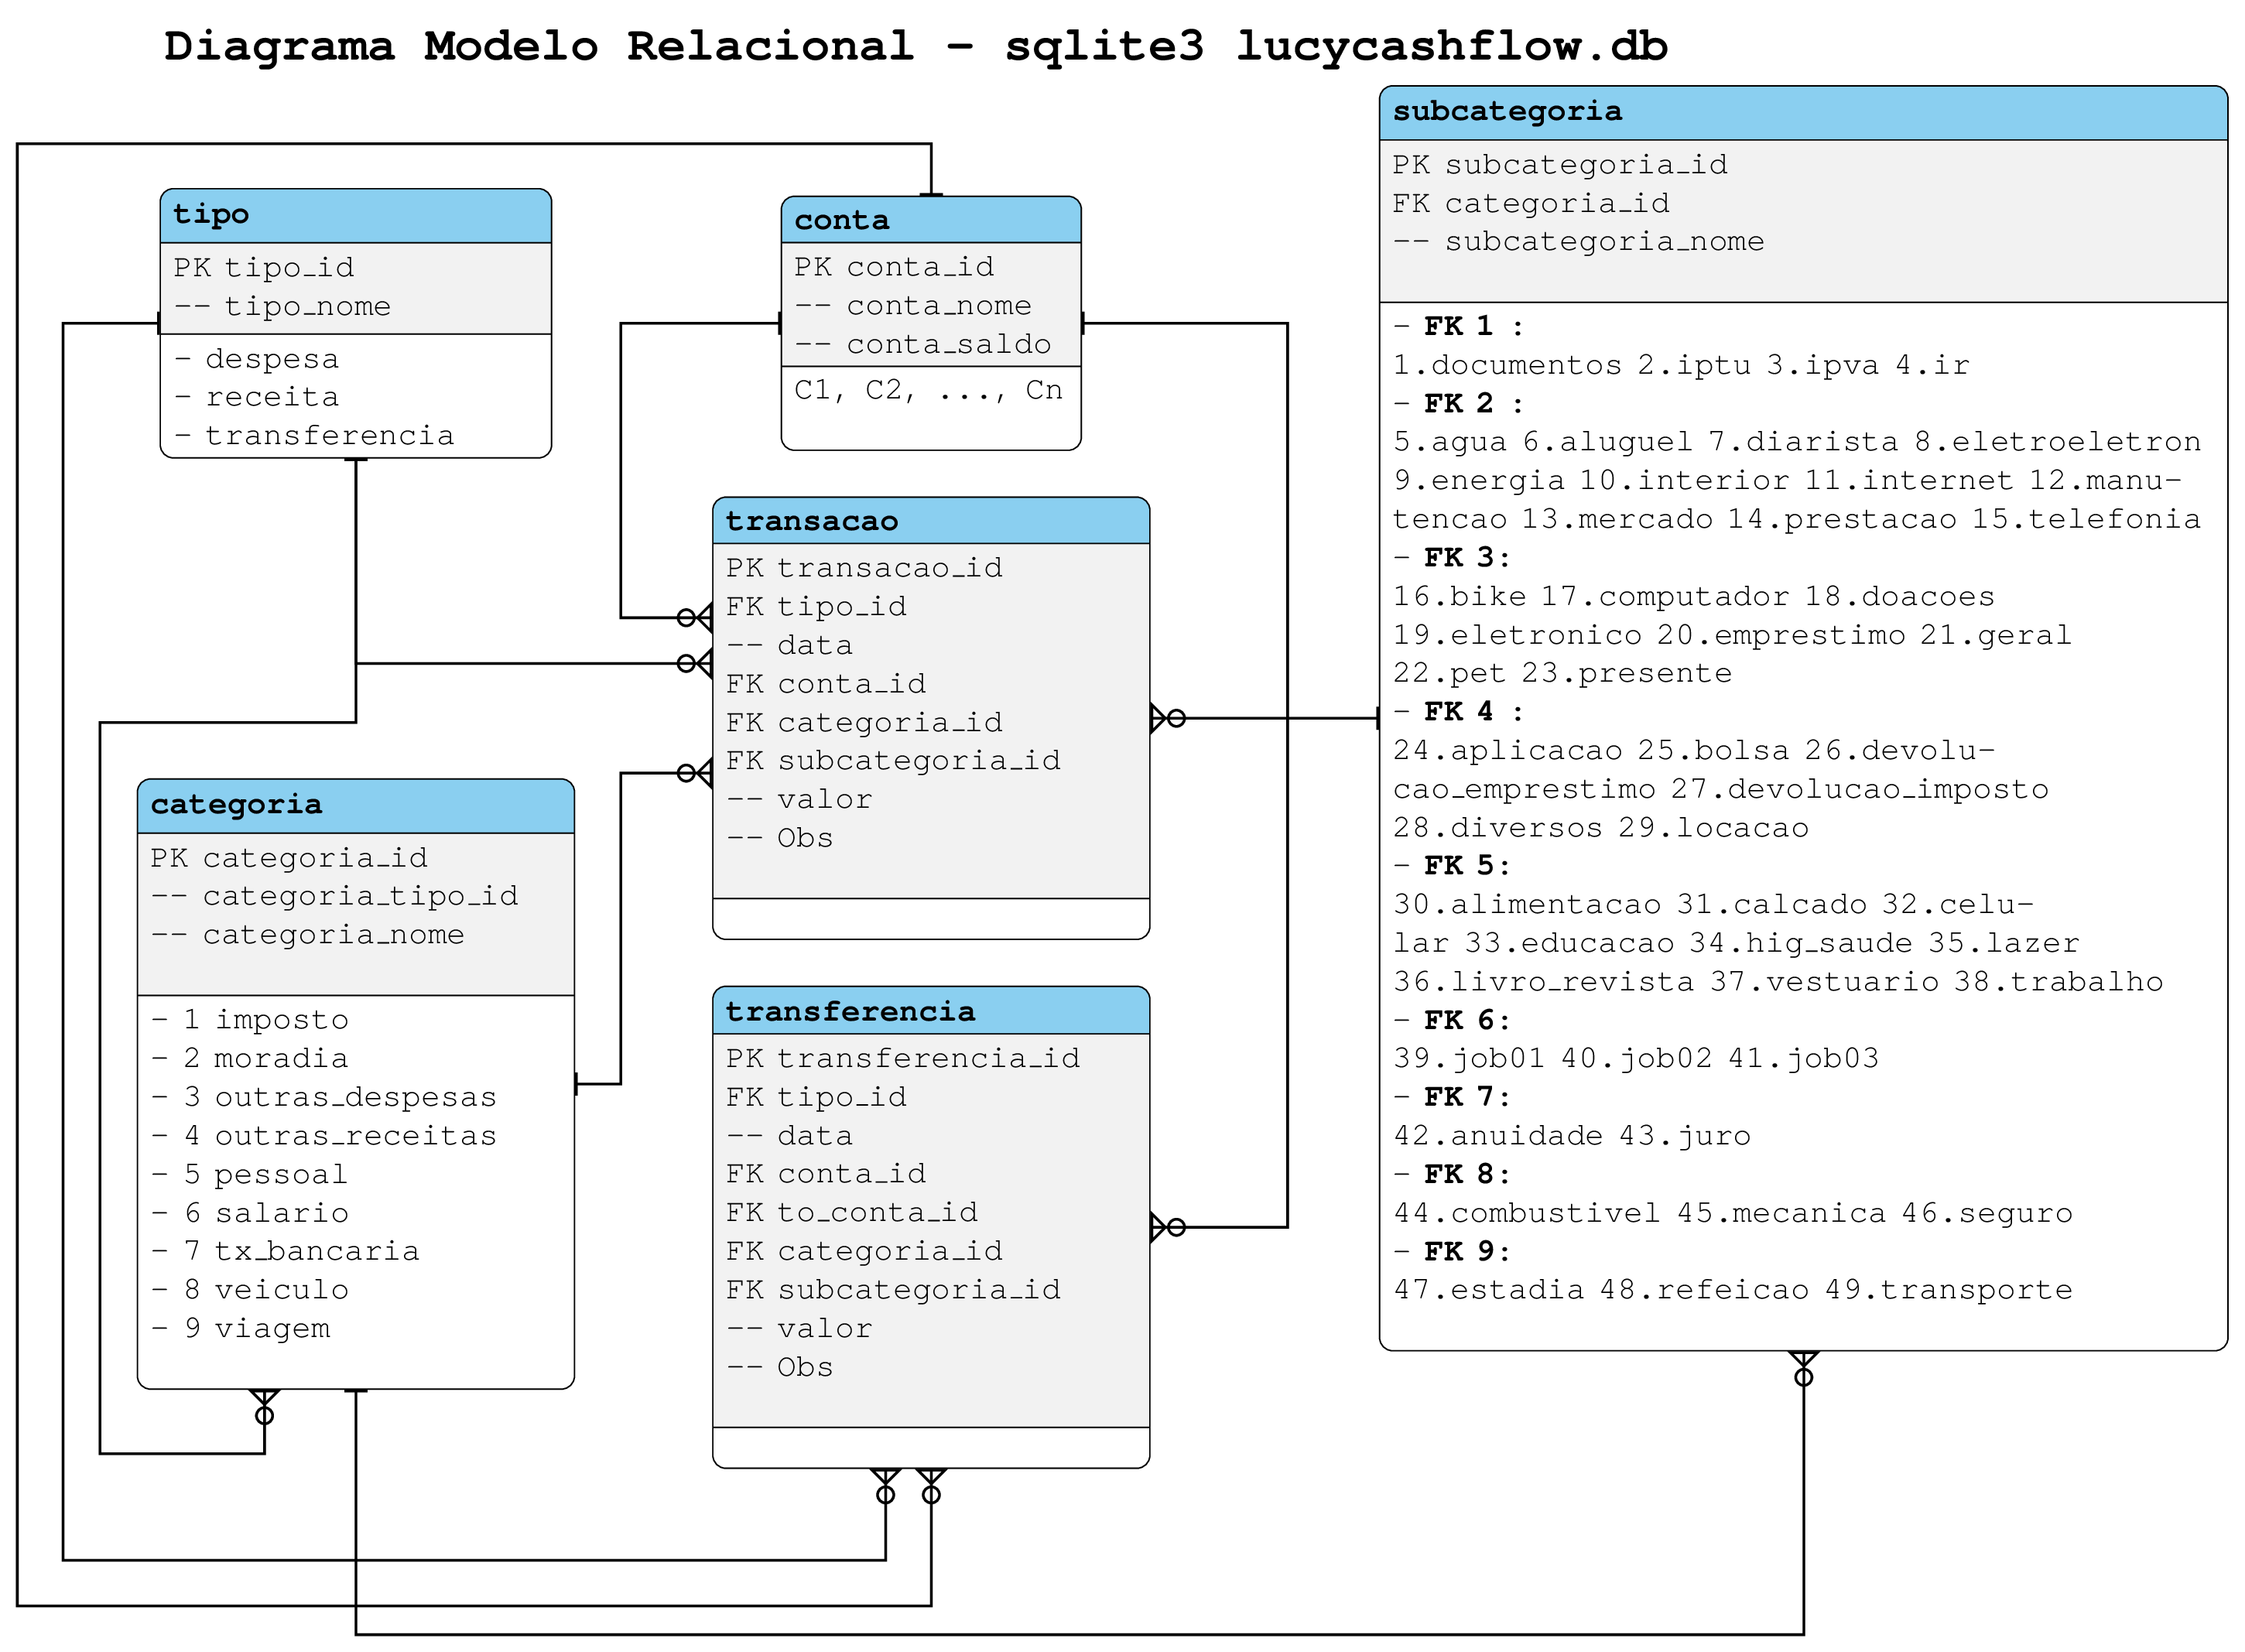 Diagrama Modelo Relacional - sqlite3 lucycashflow.db
tipo
PK tipo_id
-- tipo_nome
- despesa
- receita
- transferencia
conta
PK conta_id
-- conta_nome
-- conta_saldo
C1, C2, ..., Cn
transacao
PK transacao_id
FK tipo_id
-- data
FK conta_id
FK categoria_id
FK subcategoria_id
-- valor
-- Obs
categoria
PK categoria_id
-- categoria_tipo_id
-- categoria_nome
- 1 imposto
- 2 moradia
- 3 outras_despesas
- 4 outras_receitas
- 5 pessoal
- 6 salario
- 7 tx_bancaria
- 8 veiculo
- 9 viagem
transferencia
PK transferencia_id
FK tipo_id
-- data
FK conta_id
FK to_conta_id
FK categoria_id
FK subcategoria_id
-- valor
-- Obs
subcategoria
PK subcategoria_id
FK categoria_id
-- subcategoria_nome
- FK 1 :
1.documentos 2.iptu 3.ipva 4.ir
- FK 2 :
5.agua 6.aluguel 7.diarista 8.eletroeletron
9.energia 10.interior 11.internet 12.manu-
tencao 13.mercado 14.prestacao 15.telefonia
- FK 3:
16.bike 17.computador 18.doacoes
19.eletronico 20.emprestimo 21.geral
22.pet 23.presente
- FK 4 :
24.aplicacao 25.bolsa 26.devolu-
cao_emprestimo 27.devolucao_imposto
28.diversos 29.locacao
- FK 5:
30.alimentacao 31.calcado 32.celu-
lar 33.educacao 34.hig_saude 35.lazer
36.livro_revista 37.vestuario 38.trabalho
- FK 6:
39.job01 40.job02 41.job03
- FK 7:
42.anuidade 43.juro
- FK 8:
44.combustivel 45.mecanica 46.seguro
- FK 9:
47.estadia 48.refeicao 49.transporte